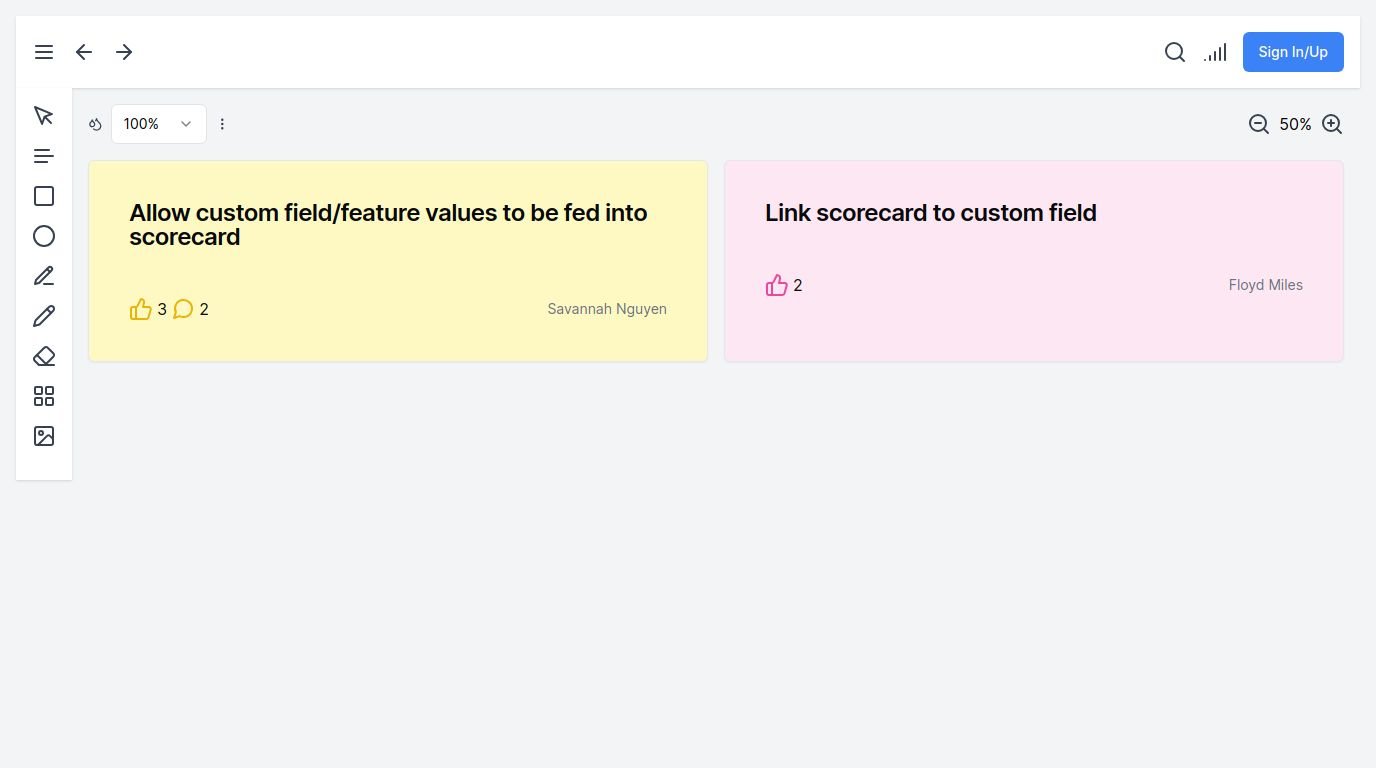 Sign In/Up
100%
50%
Allow custom field/feature values to be fed into
scorecard
3
2
Savannah Nguyen
Link scorecard to custom field
2
Floyd Miles